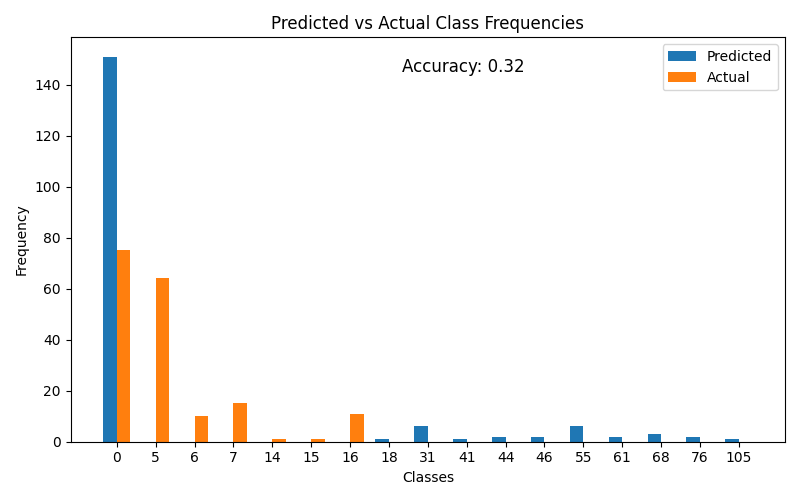 Predicted vs Actual Class Frequencies
Accuracy: 0.32
Predicted
Actual
Frequency
140
120
100
80
60
40
20
0
0 5 6 7 14 15 16 18 31 41 44 46 55 61 68 76 105
Classes